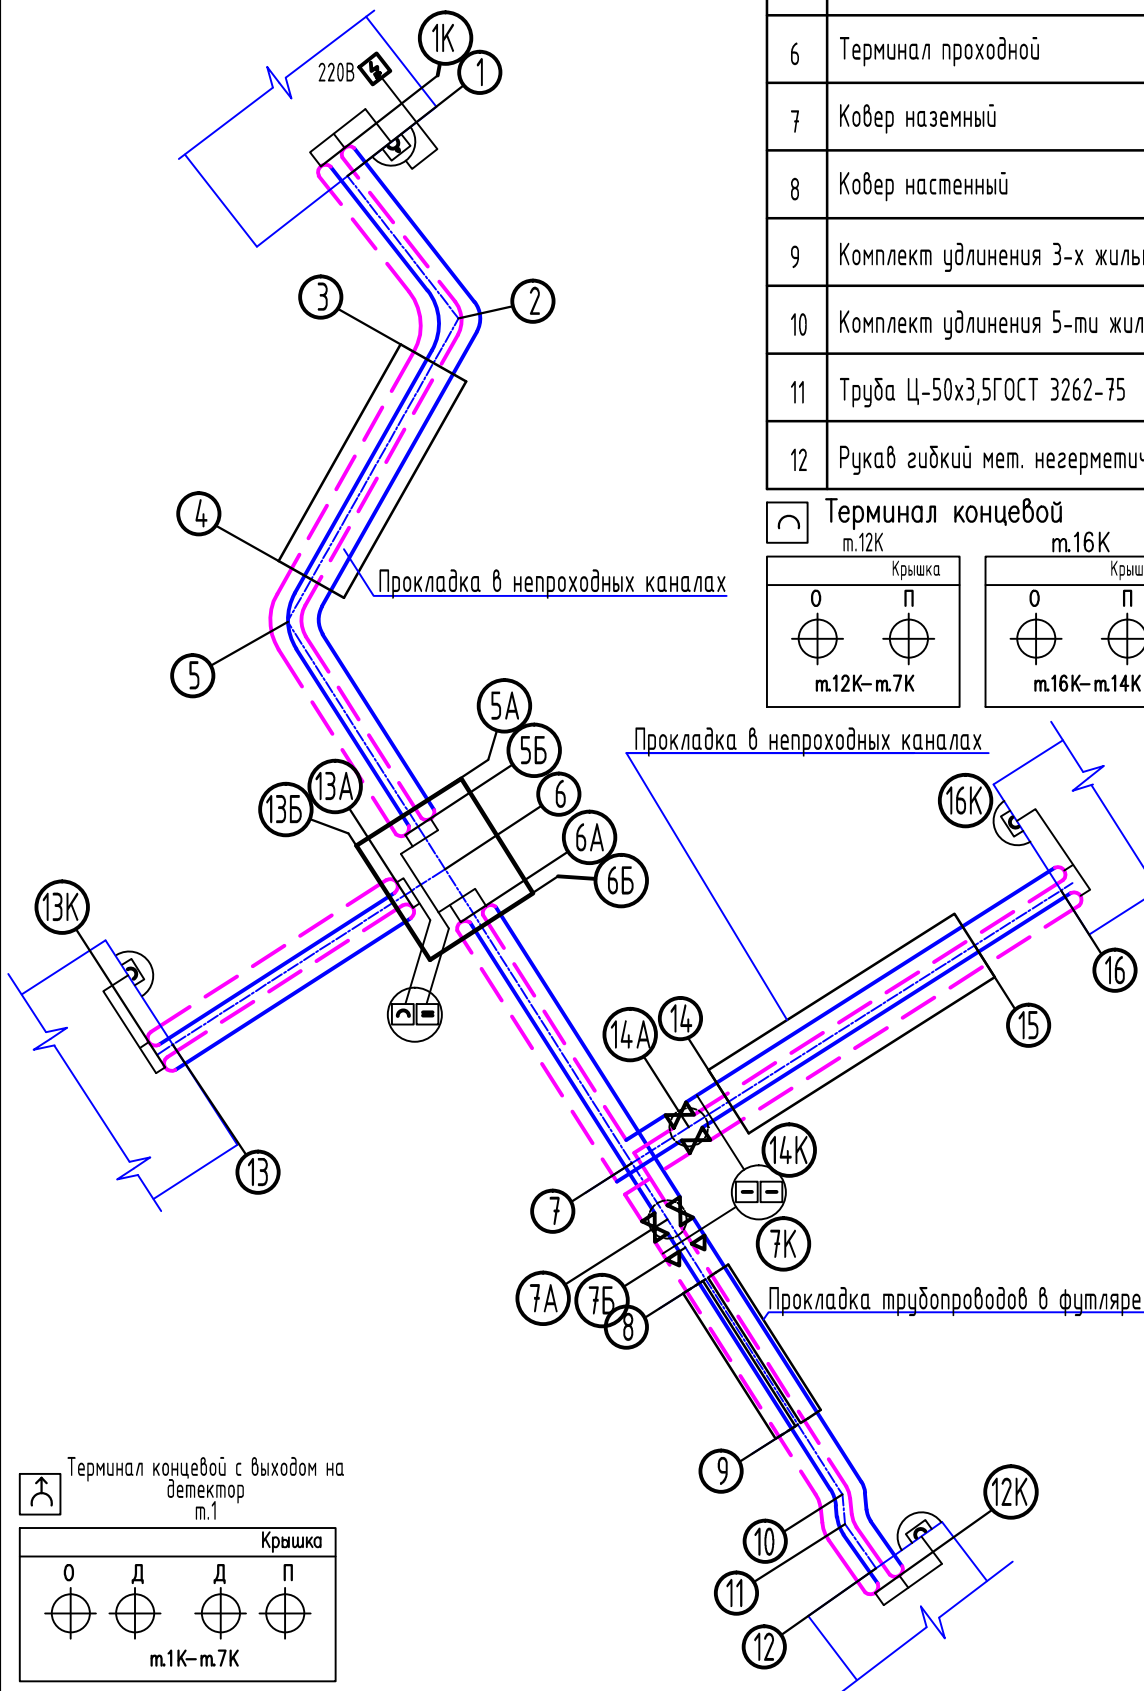 6 Терминал проходной
7 Ковер наземный
8 Ковер настенный
9 Комплект удлинения 3-х
10 Комплект удлинения 5-ти
11 Труба Ц-50х3,5ГОСТ 3262-75
12 Рукав гибкий мет.
Терминал концевой
т.12К
Крышка
О П
т.12К-т.7К
т.16К
О П
т.16К-т.14К
1К
220В
1
3
2
4
Прокладка в непроходных каналах
5
5А
5Б
13А
13Б
6
6А
6Б
Прокладка в непроходных каналах
16К
13К
16
15
14А
14
14К
13
7
7К
7А
7Б
8
Прокладка трубопроводов в футляре
9
12К
10
11
12
Терминал концевой с выходом на
детектор
т.1
Крышка
О Д Д П
т.1К-т.7К